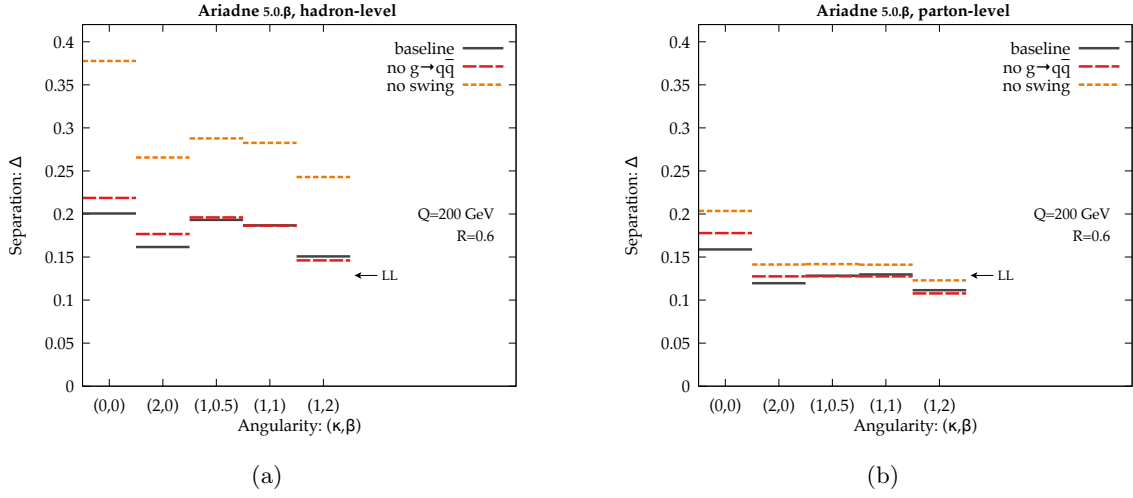 Ariadne 5.0.β, hadron-level
0.4
0.35
0.3
0.25
0.2
0.15
0.1
0.05
0
Separation: Δ
baseline
no g→qq̅
no swing
Q=200 GeV
R=0.6
LL
(0,0) (2,0) (1,0.5) (1,1) (1,2)
Angularity: (κ,β)
(a)
Ariadne 5.0.β, parton-level
0.4
0.35
0.3
0.25
0.2
0.15
0.1
0.05
0
Separation: Δ
baseline
no g→qq̅
no swing
Q=200 GeV
R=0.6
LL
(0,0) (2,0) (1,0.5) (1,1) (1,2)
Angularity: (κ,β)
(b)